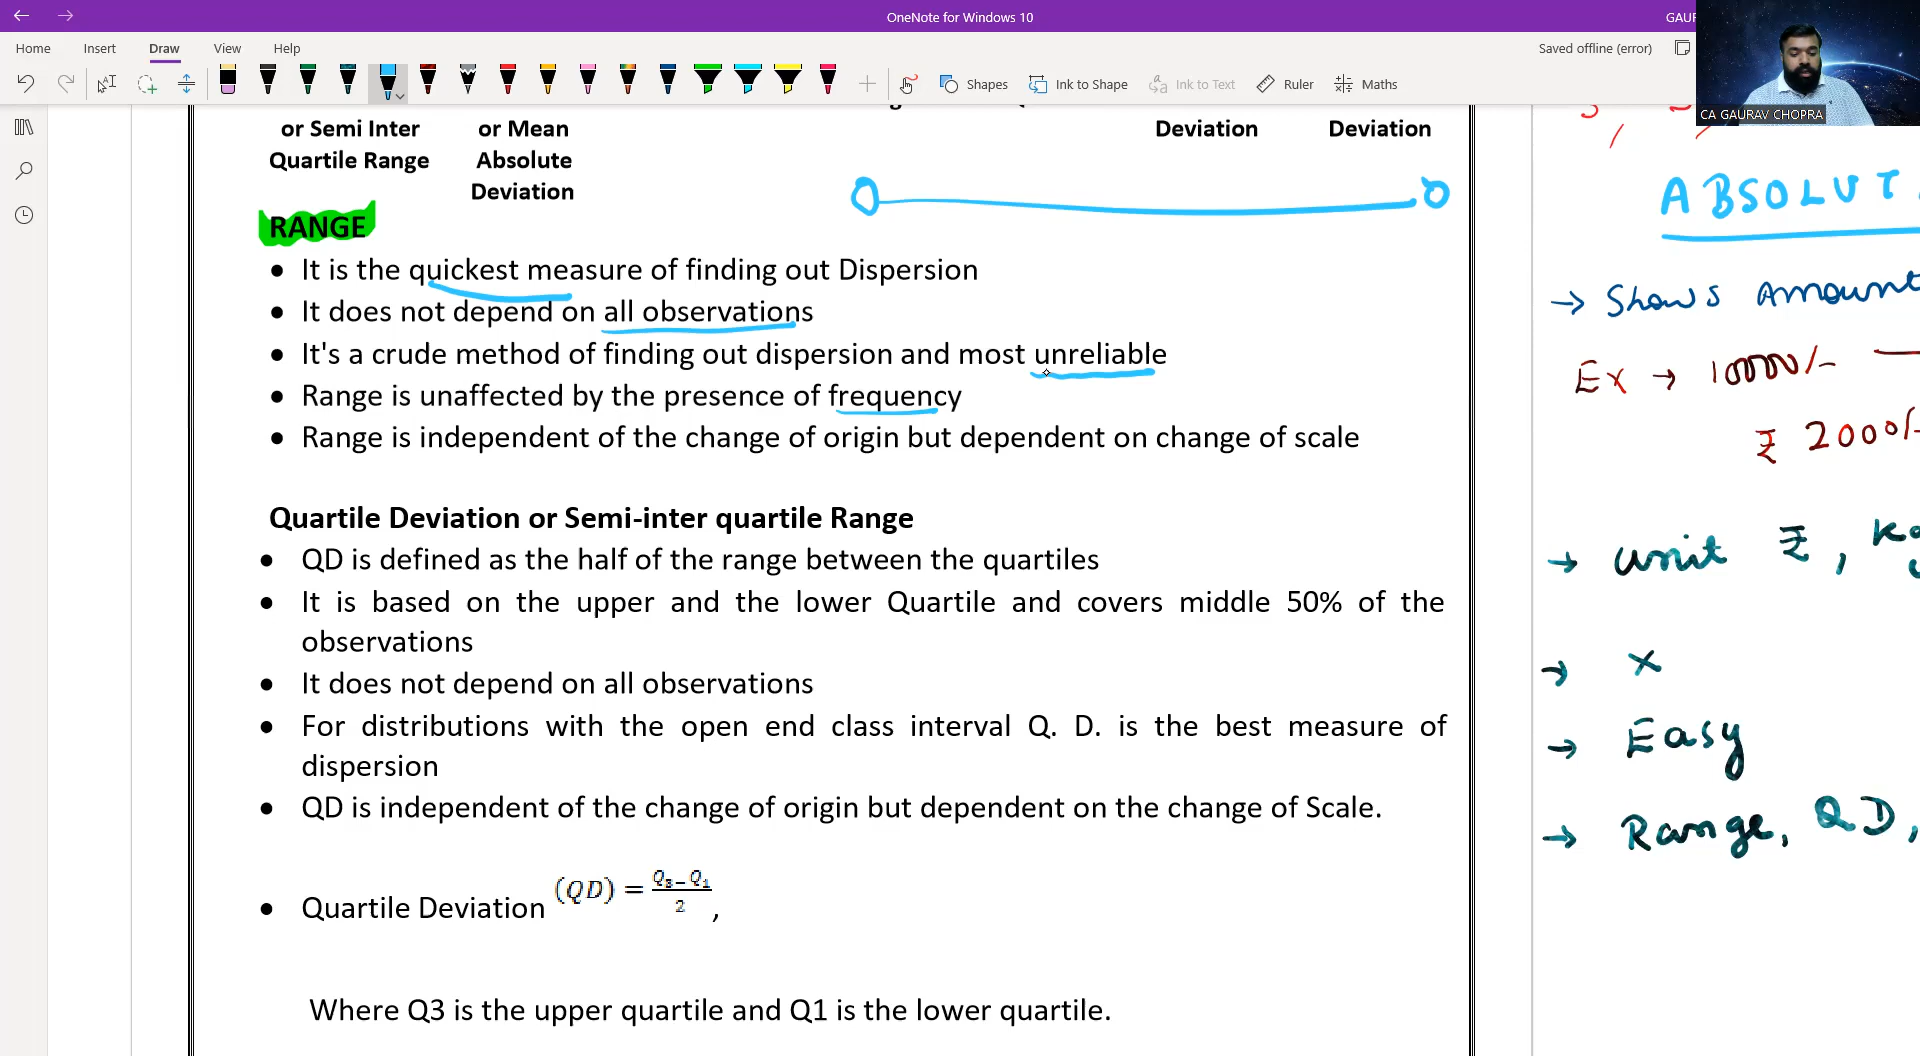 OneNote for Windows 10
GAUR
Home Insert Draw View Help
Saved offline (error)
Shapes Ink to Shape Ink to Text Ruler Maths
CA GAURAV CHOPRA
or Semi Inter or Mean Deviation Deviation
Quartile Range Absolute
Deviation
ABSOLUT
RANGE
• It is the quickest measure of finding out Dispersion
• It does not depend on all observations
→ Shows Amount
• It's a crude method of finding out dispersion and most unreliable
Ex → 10000/-
• Range is unaffected by the presence of frequency
• Range is independent of the change of origin but dependent on change of scale
₹ 2000/-
Quartile Deviation or Semi-inter quartile Range
• QD is defined as the half of the range between the quartiles
→ unit ₹,
• It is based on the upper and the lower Quartile and covers middle 50% of the
observations
→ ×
• It does not depend on all observations
• For distributions with the open end class interval Q. D. is the best measure of
dispersion
→ Easy
• QD is independent of the change of origin but dependent on the change of Scale.
→ Range, QD,
• Quartile Deviation (QD) = Q₃ – Q₁ / 2 ,
Where Q3 is the upper quartile and Q1 is the lower quartile.